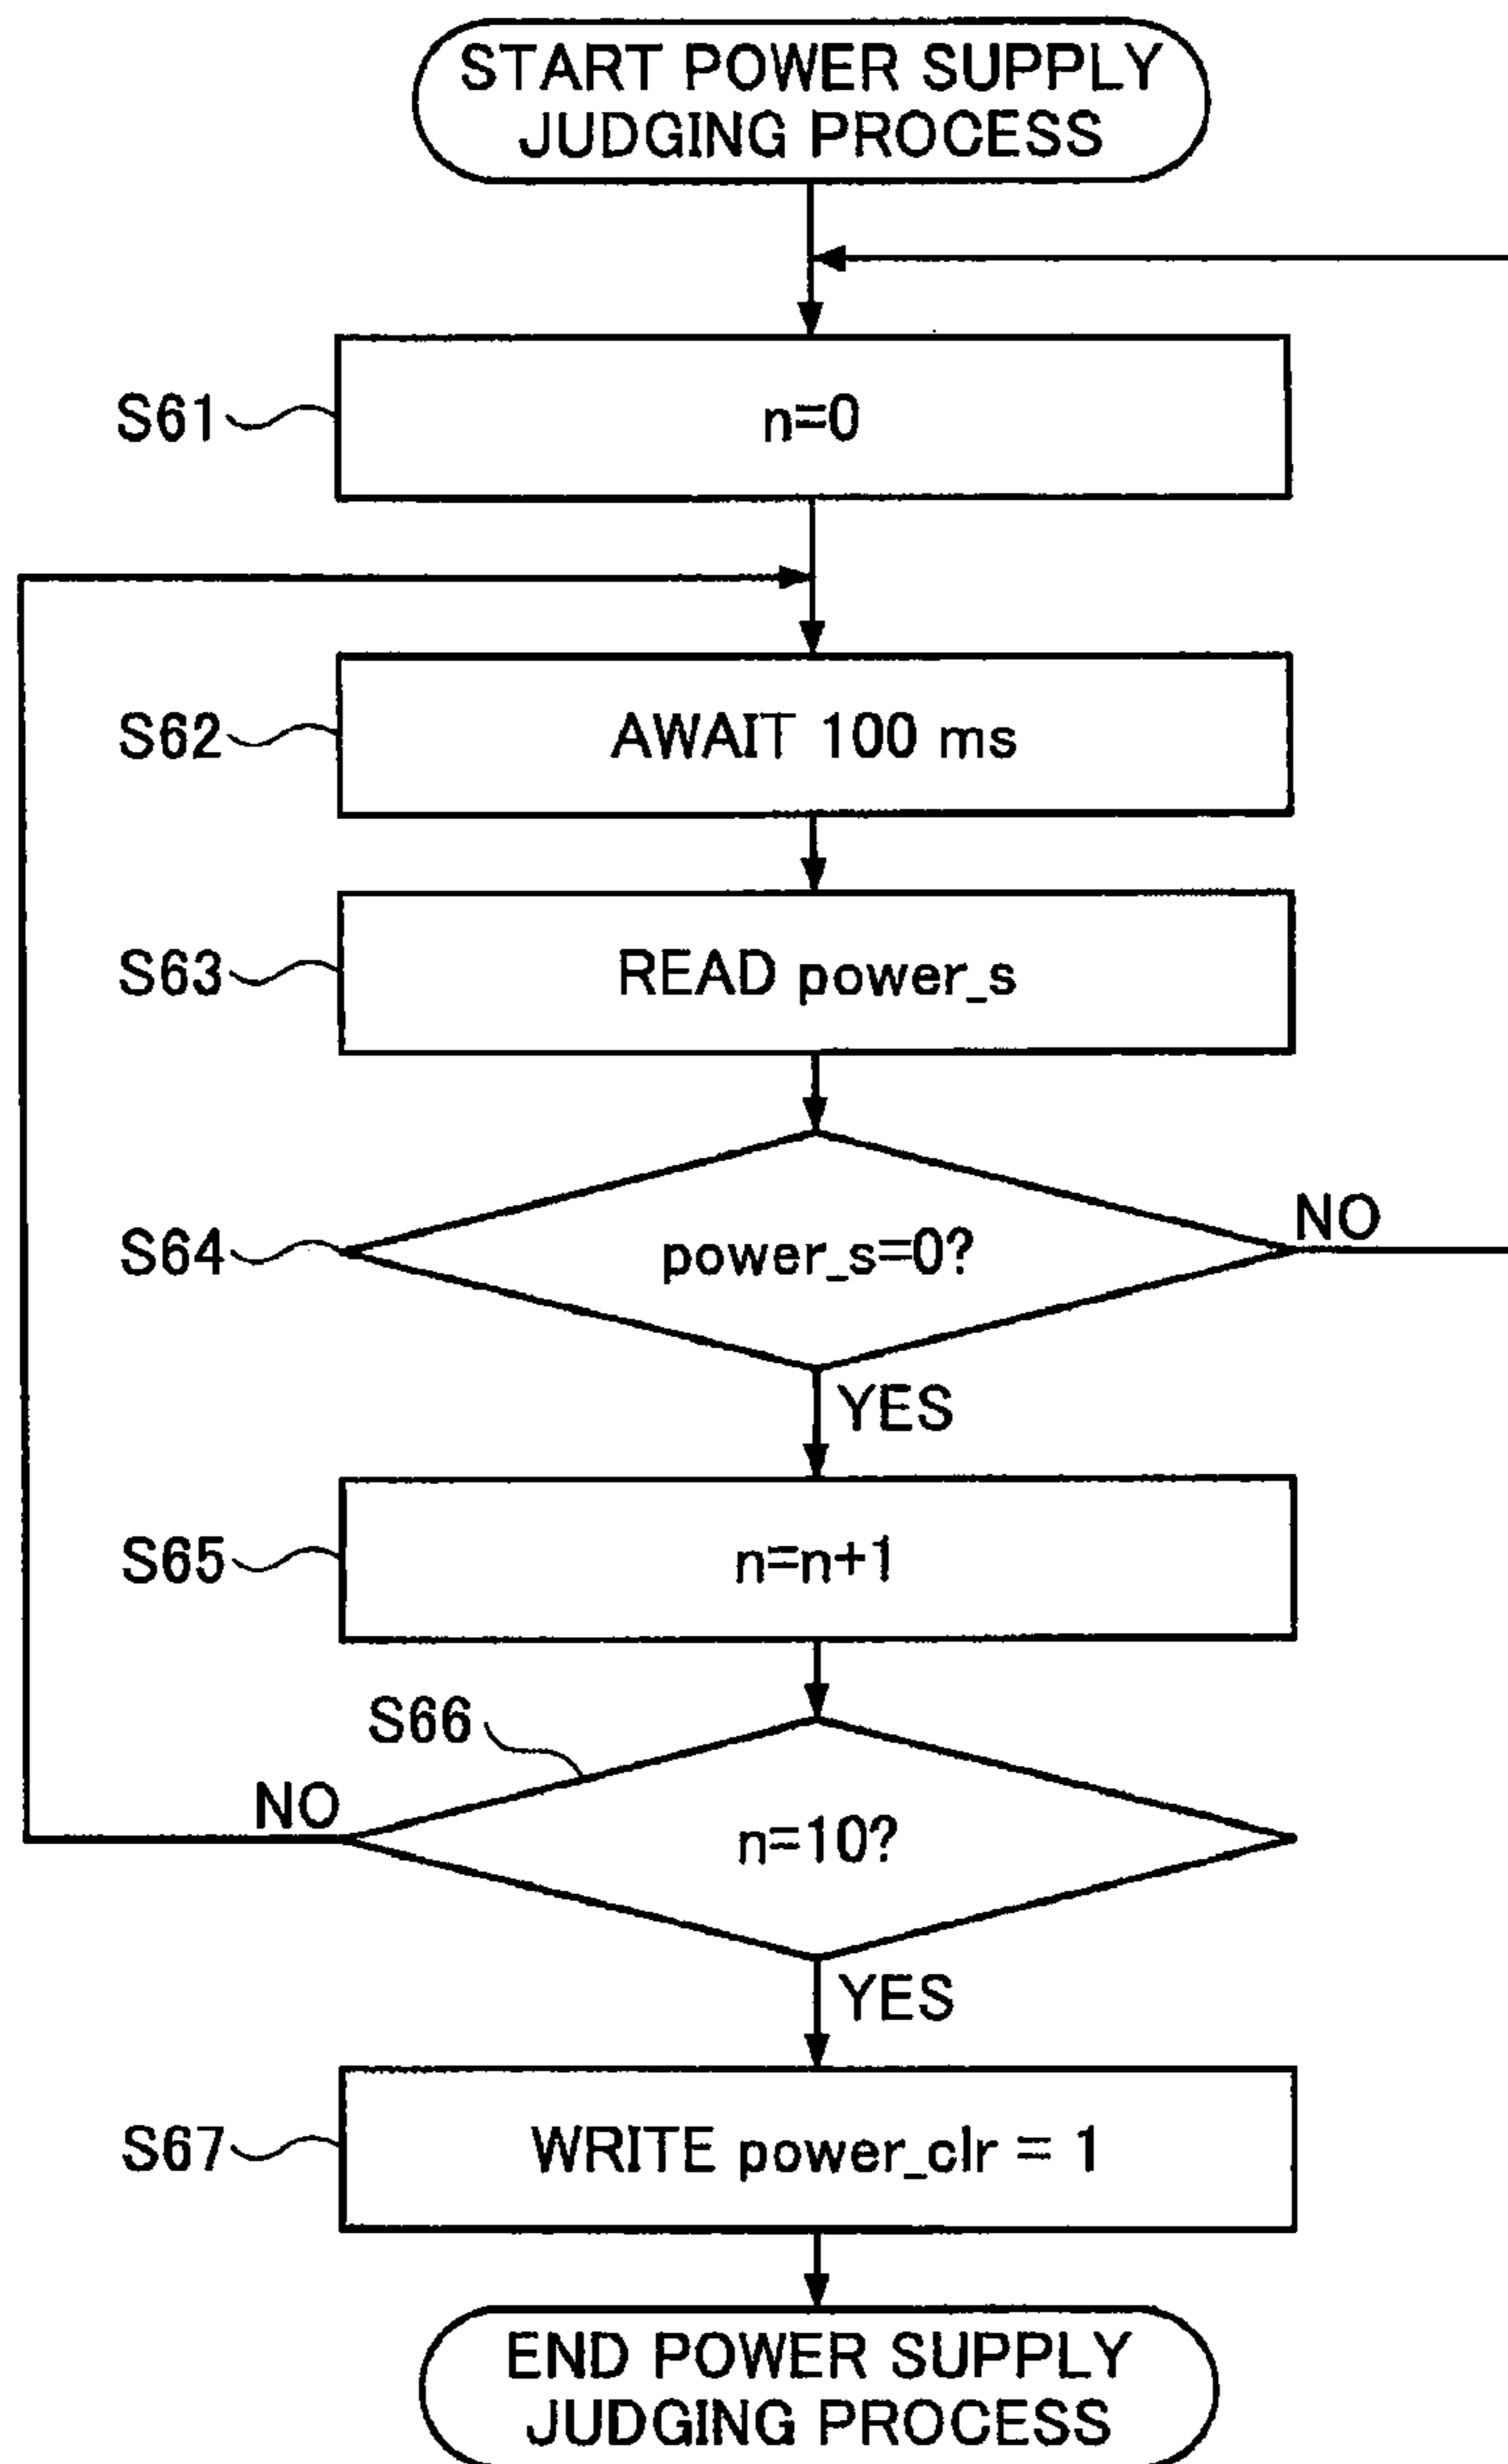 START POWER SUPPLY
JUDGING PROCESS
S61
n=0
S62
AWAIT 100 ms
S63
READ power_s
S64
power_s=0?
NO
YES
S65
n=n+1
S66
NO
n=10?
YES
S67
WRITE power_clr = 1
END POWER SUPPLY
JUDGING PROCESS